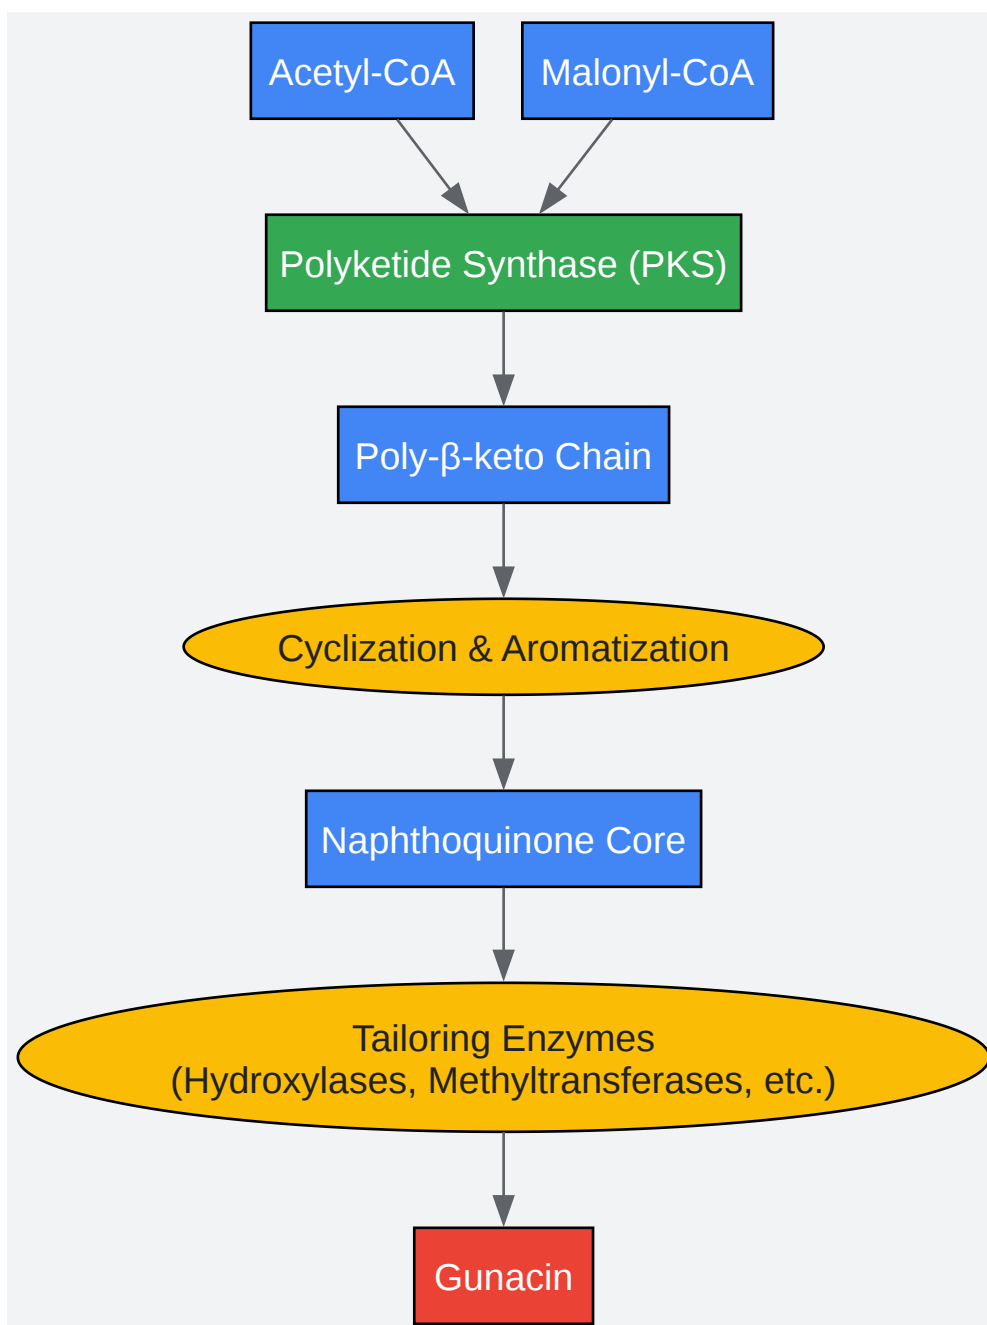 Acetyl-CoA
Malonyl-CoA
Polyketide Synthase (PKS)
Poly-β-keto Chain
Cyclization & Aromatization
Naphthoquinone Core
Tailoring Enzymes
(Hydroxylases, Methyltransferases, etc.)
Gunacin